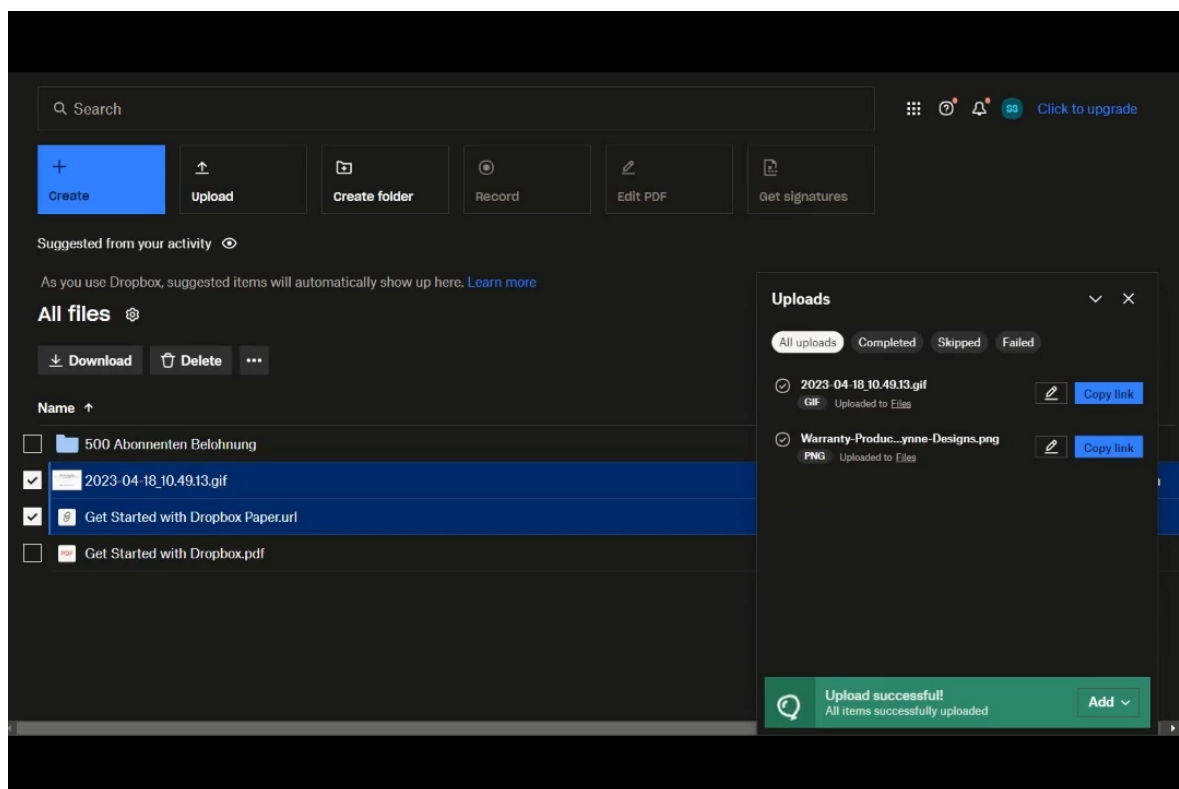 Search
SS
Click to upgrade
Create
Upload
Create folder
Record
Edit PDF
Get signatures
Suggested from your activity
As you use Dropbox, suggested items will automatically show up here. Learn more
All files
Download
Delete
Name
500 Abonnenten Belohnung
2023-04-18_10.49.13.gif
Get Started with Dropbox Paper.url
PDF
Get Started with Dropbox.pdf
Uploads
All uploads
Completed
Skipped
Failed
2023-04-18_10.49.13.gif
GIF Uploaded to Files
Copy link
Warranty-Produc...ynne-Designs.png
PNG Uploaded to Files
Copy link
Upload successful!
All items successfully uploaded
Add